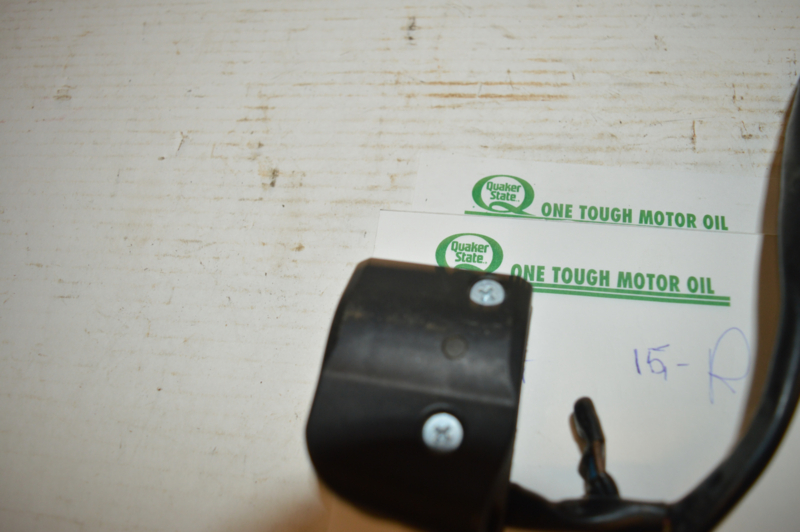 Quaker
State
ONE TOUGH MOTOR OIL
Quaker
State
ONE TOUGH MOTOR OIL
15-